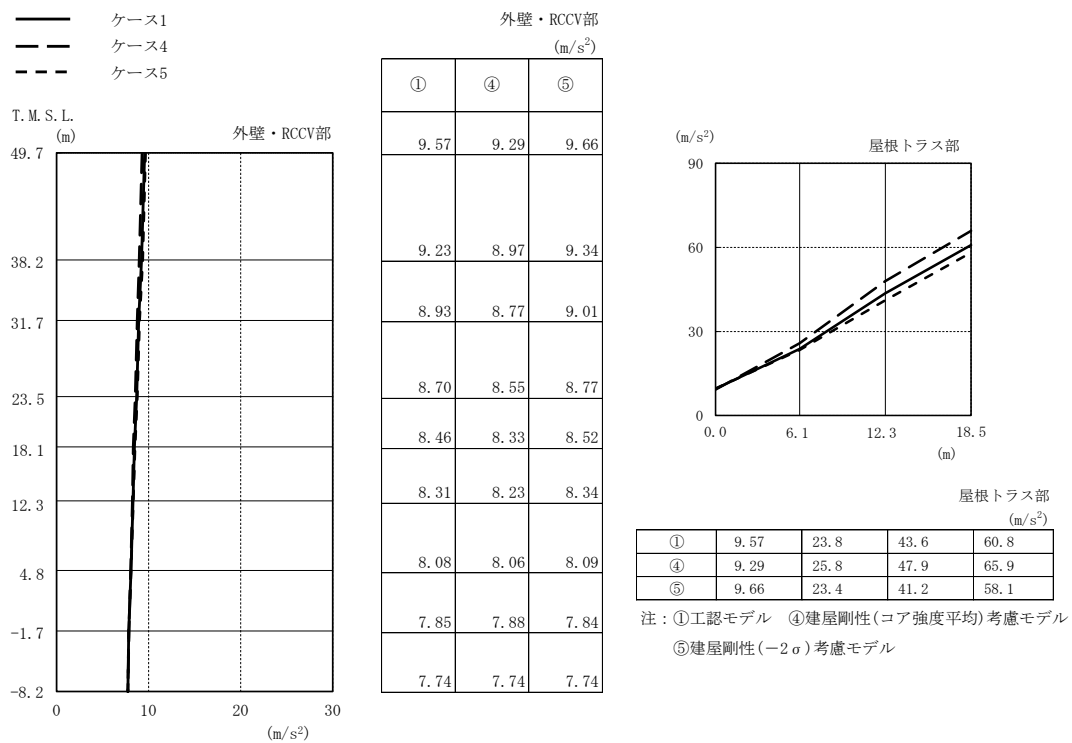 ケース1
ケース4
ケース5
T.M.S.L.
(m)
外壁・RCCV部
49.7
38.2
31.7
23.5
18.1
12.3
4.8
-1.7
-8.2
0 10 20 30
(m/s²)
外壁・RCCV部
(m/s²)
① ④ ⑤
9.57 9.29 9.66
9.23 8.97 9.34
8.93 8.77 9.01
8.70 8.55 8.77
8.46 8.33 8.52
8.31 8.23 8.34
8.08 8.06 8.09
7.85 7.88 7.84
7.74 7.74 7.74
(m/s²)
屋根トラス部
90
60
30
0
0.0 6.1 12.3 18.5
(m)
屋根トラス部
(m/s²)
① 9.57 23.8 43.6 60.8
④ 9.29 25.8 47.9 65.9
⑤ 9.66 23.4 41.2 58.1
注：①工認モデル ④建屋剛性(コア強度平均)考慮モデル
⑤建屋剛性(－2σ)考慮モデル